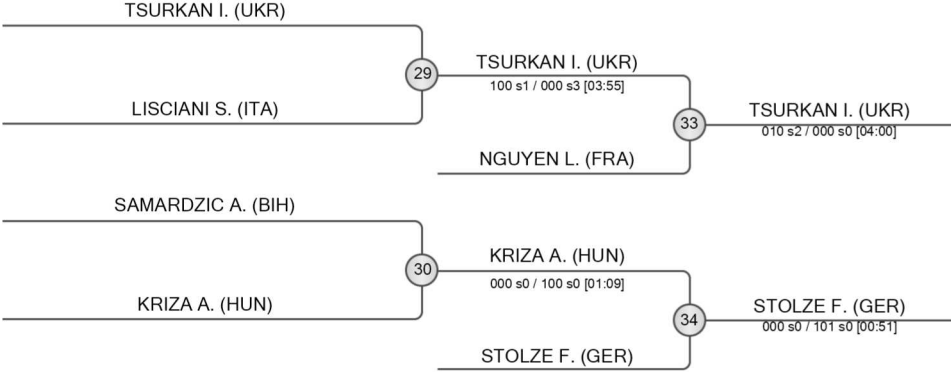 TSURKAN I. (UKR)
29
TSURKAN I. (UKR)
100 s1 / 000 s3 [03:55]
LISCIANI S. (ITA)
33
TSURKAN I. (UKR)
010 s2 / 000 s0 [04:00]
NGUYEN L. (FRA)
SAMARDZIC A. (BIH)
30
KRIZA A. (HUN)
000 s0 / 100 s0 [01:09]
KRIZA A. (HUN)
34
STOLZE F. (GER)
000 s0 / 101 s0 [00:51]
STOLZE F. (GER)